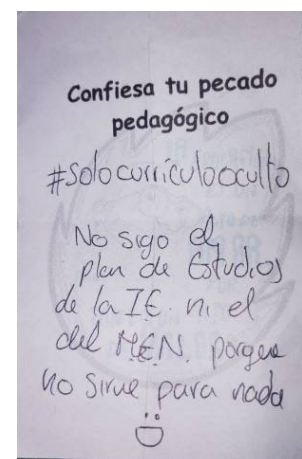 Confiesa tu pecado
pedagógico
#Solocurriculooculto
No sigo el
plan de Estudios
de la IE. ni el
del MEN. porque
no sirve para nada